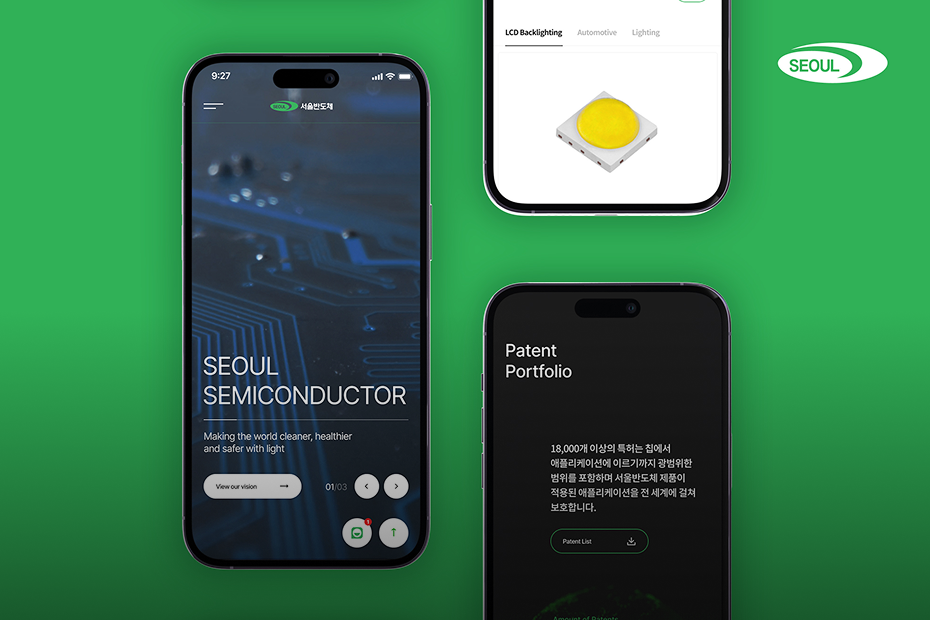 9:27
SEOUL
서울반도체
SEOUL
SEMICONDUCTOR
Making the world cleaner, healthier
and safer with light
View our vision
01/03
1
LCD Backlighting
Automotive
Lighting
SEOUL
Patent
Portfolio
18,000개 이상의 특허는 칩에서
애플리케이션에 이르기까지 광범위한
범위를 포함하며 서울반도체 제품이
적용된 애플리케이션을 전 세계에 걸쳐
보호합니다.
Patent List
Amount of Patents